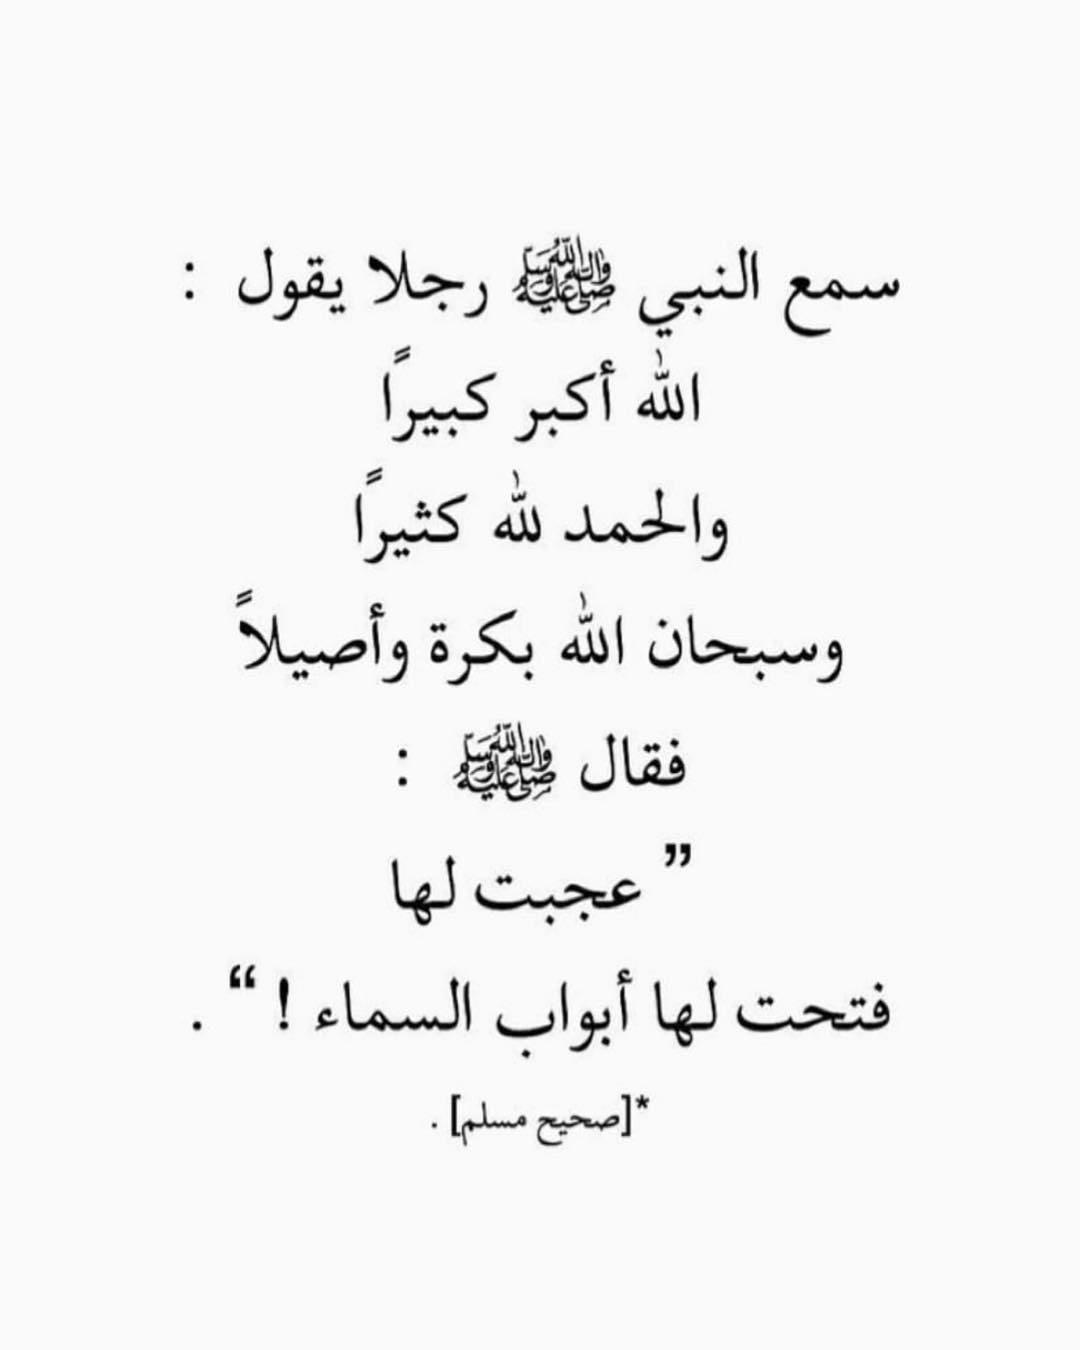 سمع النبي ﷺ رجلا يقول :
الله أكبر كبيراً
والحمد لله كثيراً
وسبحان الله بكرة وأصيلاً
فقال ﷺ :
” عجبت لها
فتحت لها أبواب السماء ! “ .
*[صحيح مسلم] .